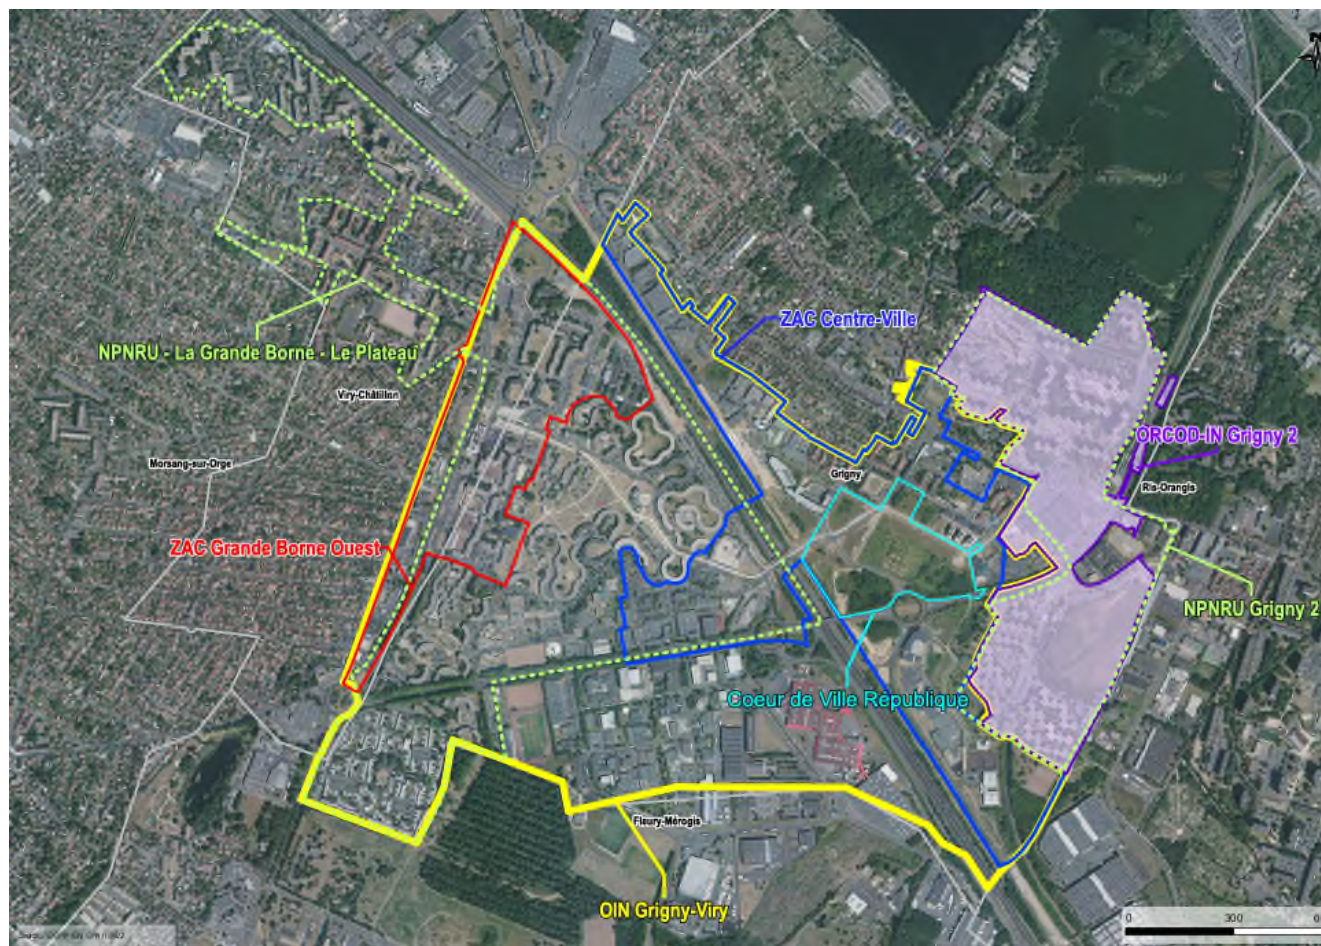 ZAC Centre-Ville
NPNRU - La Grande Borne - Le Plateau
Viry-Châtillon
ORCOD-IN Grigny 2
Morsang-sur-Orge
Grigny
Ris-Orangis
ZAC Grande Borne Ouest
NPNRU Grigny 2
Coeur de Ville République
Fleury-Mérogis
OIN Grigny-Viry
0 300